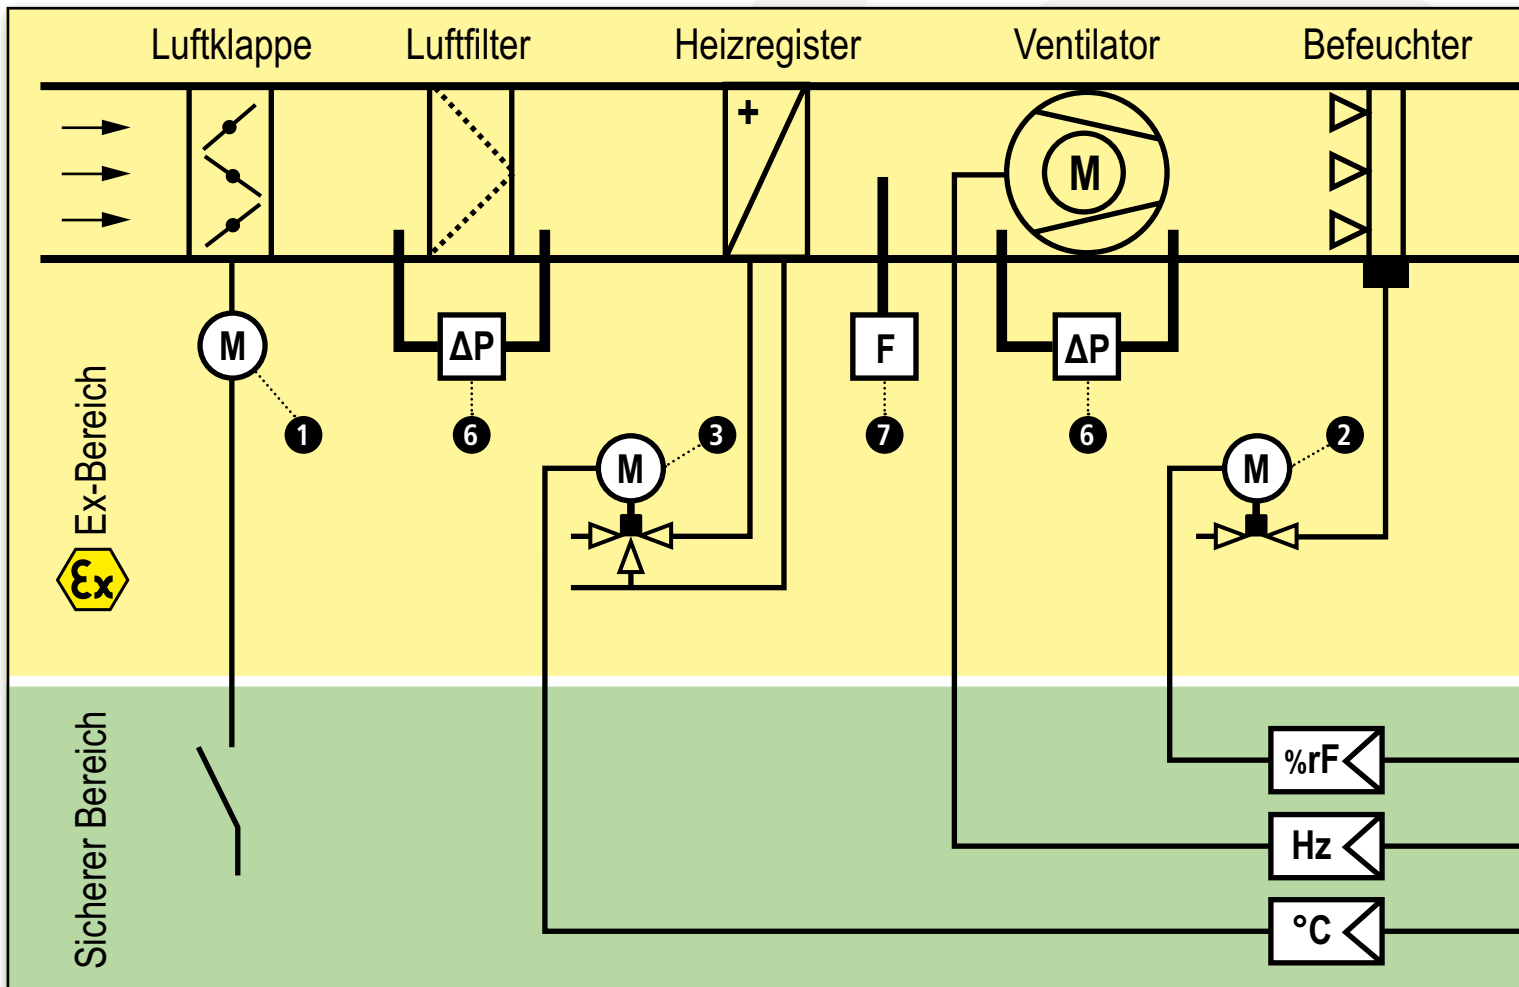 Luftklappe
Luftfilter
Heizregister
Ventilator
Befeuchter
+
M
M
ΔP
F
ΔP
1
6
3
7
6
2
M
M
Ex-Bereich
Ex
Sicherer Bereich
%rF
Hz
°C